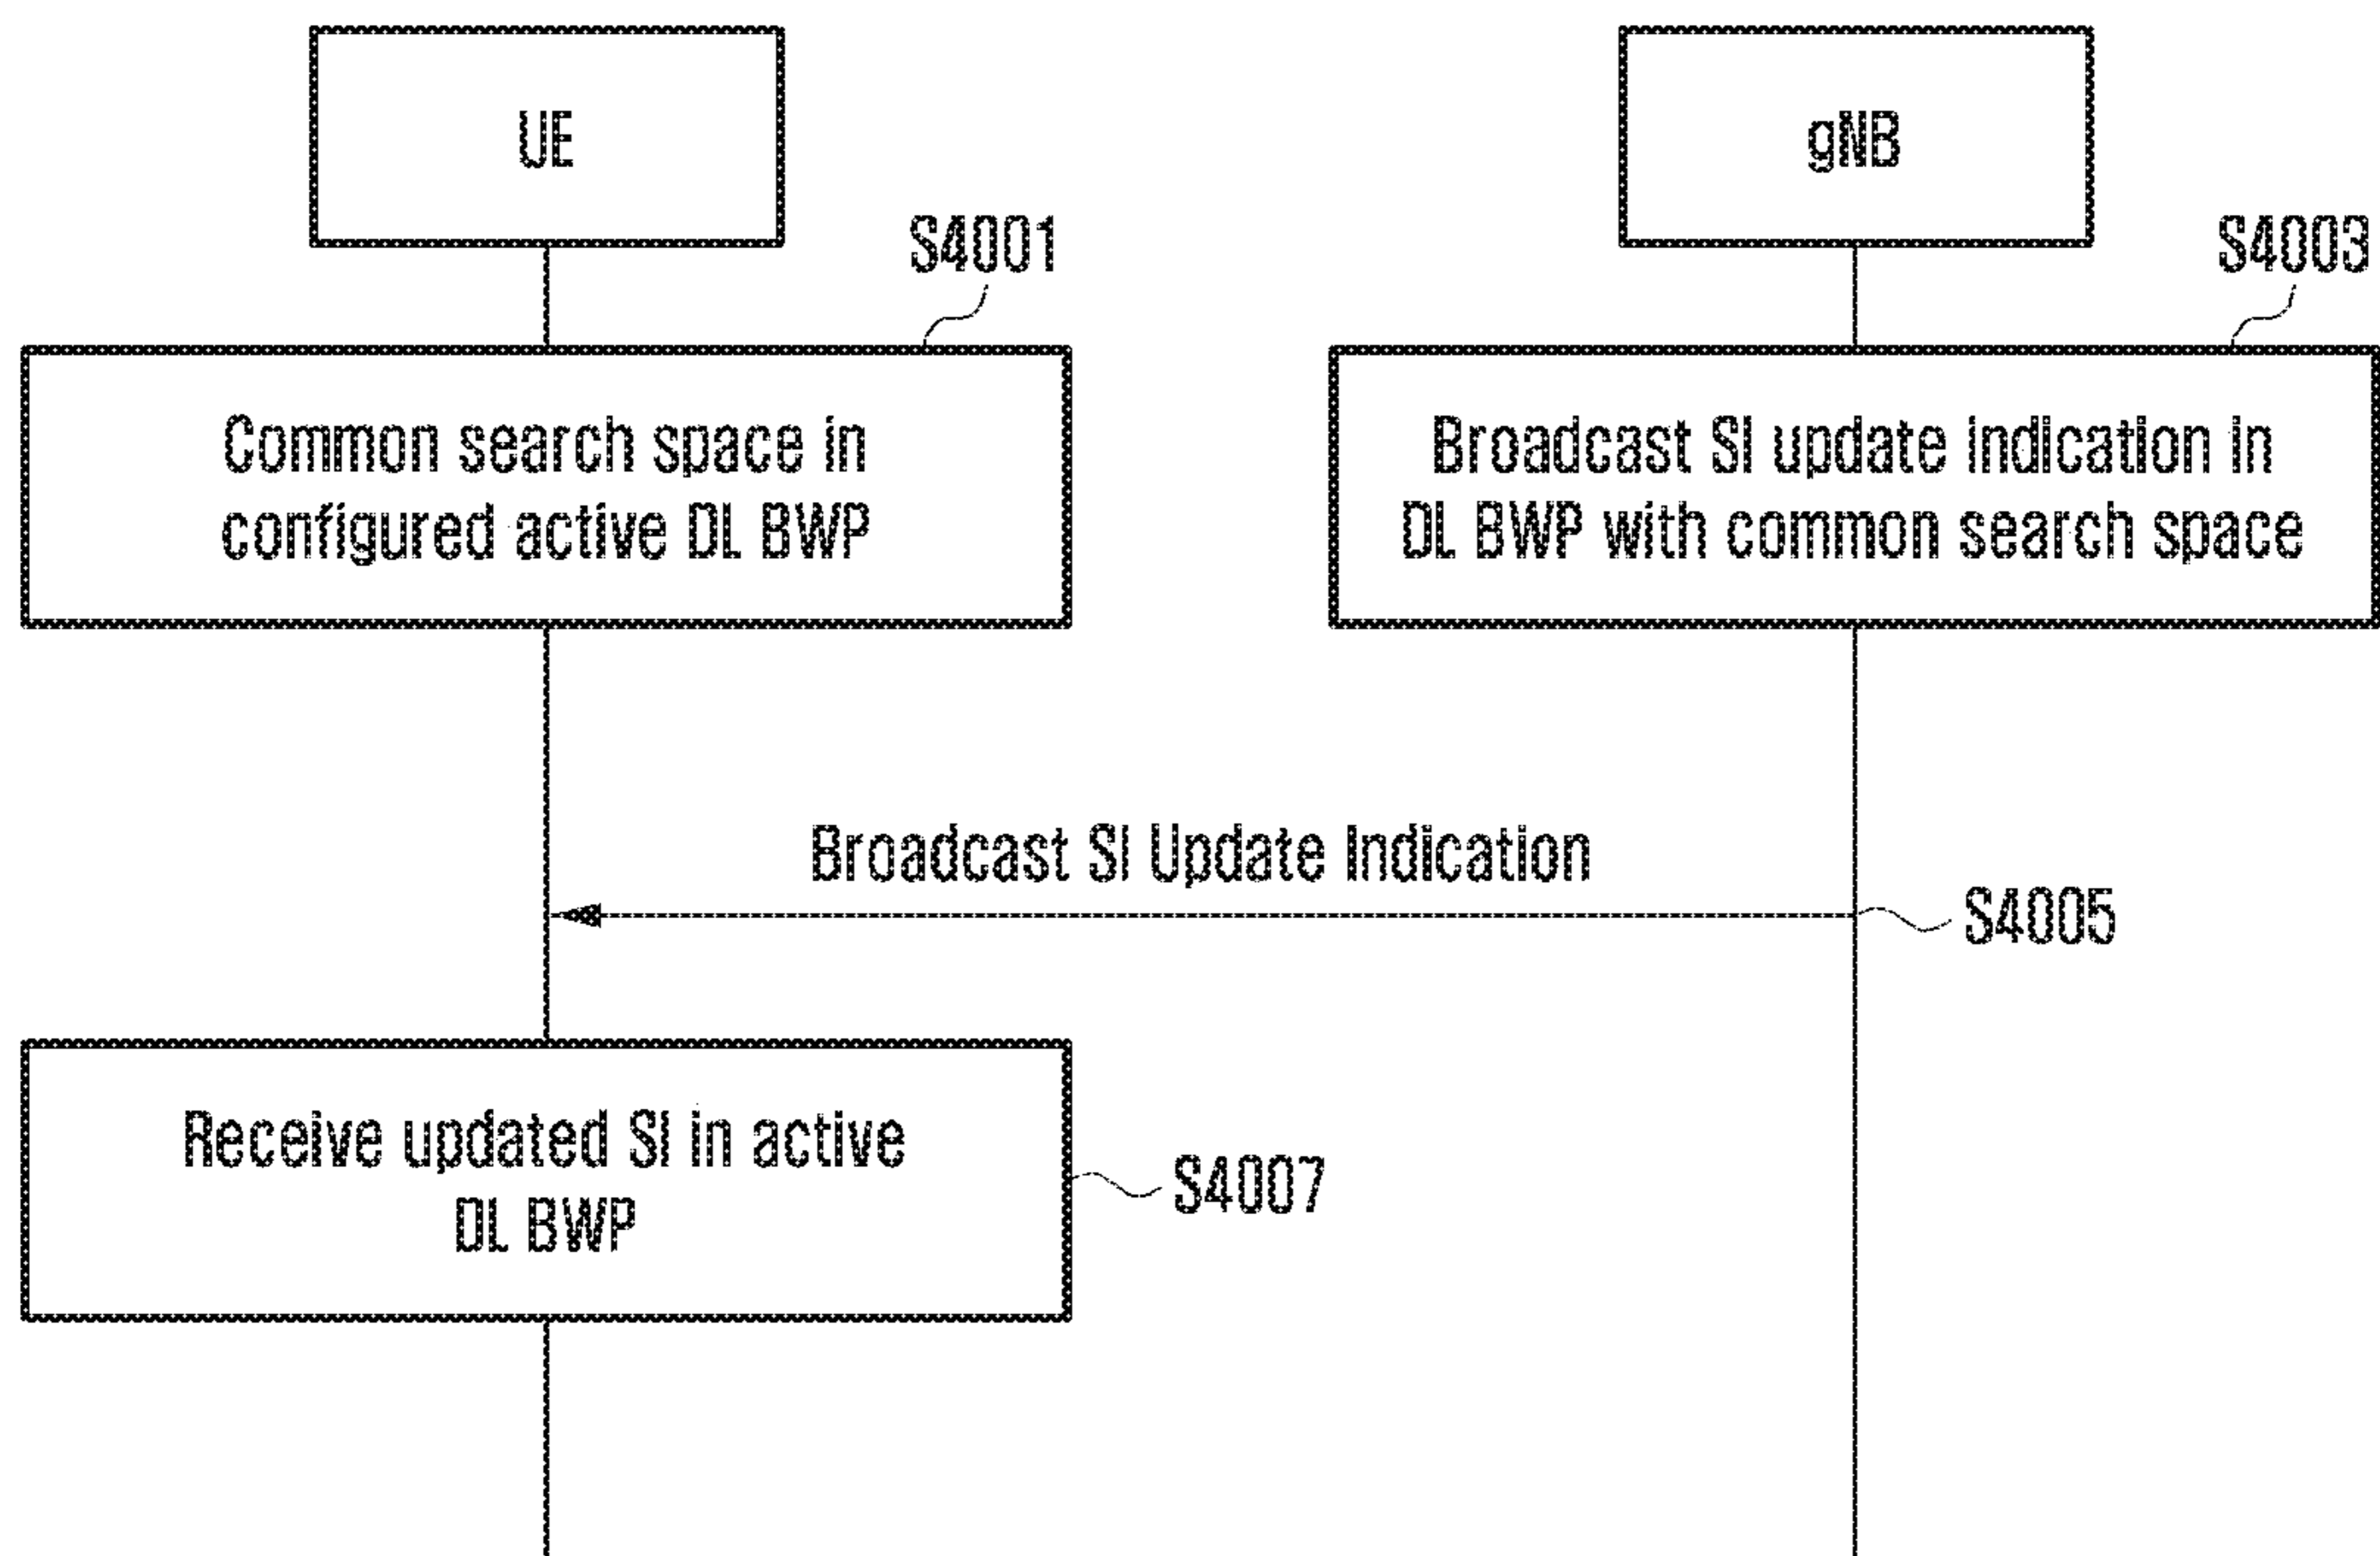 UE
gNB
S4001
S4003
Common search space in
configured active DL BWP
Broadcast SI update indication in
DL BWP with common search space
Broadcast SI Update Indication
S4005
Receive updated SI in active
DL BWP
S4007